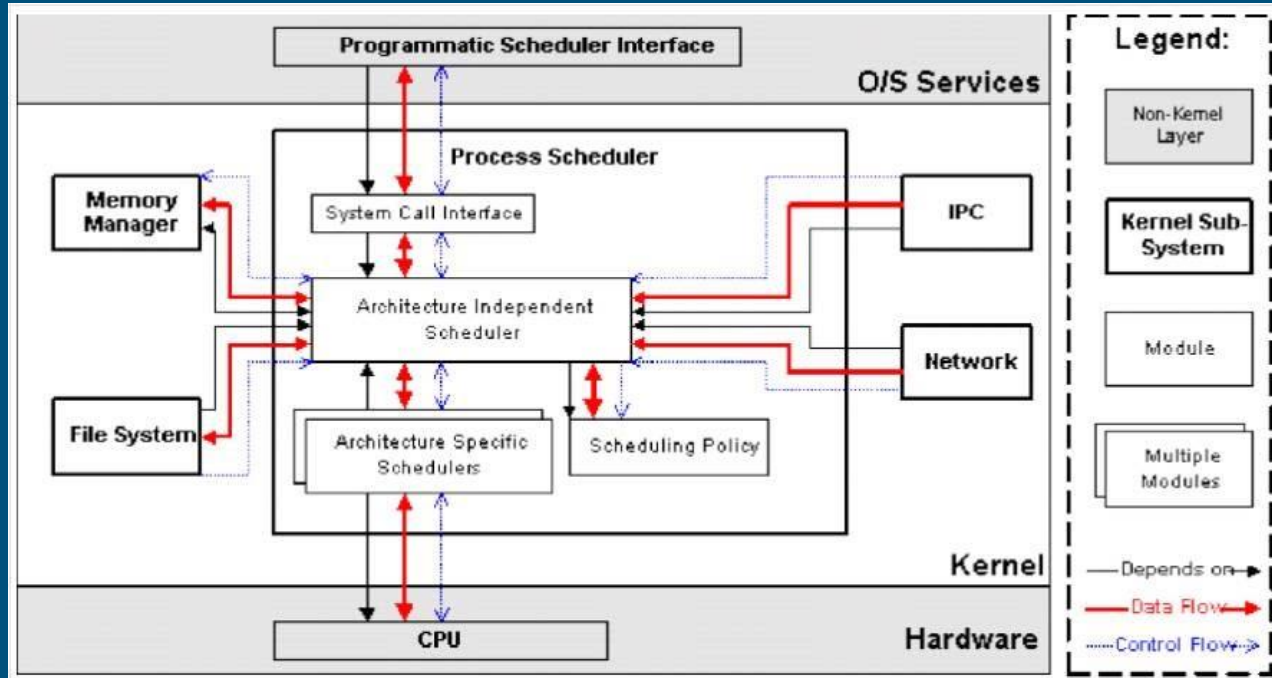 Programmatic Scheduler Interface
O/S Services
Process Scheduler
Memory
Manager
System Call Interface
IPC
Architecture Independent
Scheduler
Network
File System
Architecture Specific
Schedulers
Scheduling Policy
Kernel
CPU
Hardware
Legend:
Non-Kernel
Layer
Kernel Sub-
System
Module
Multiple
Modules
Depends on
Data Flow
Control Flow